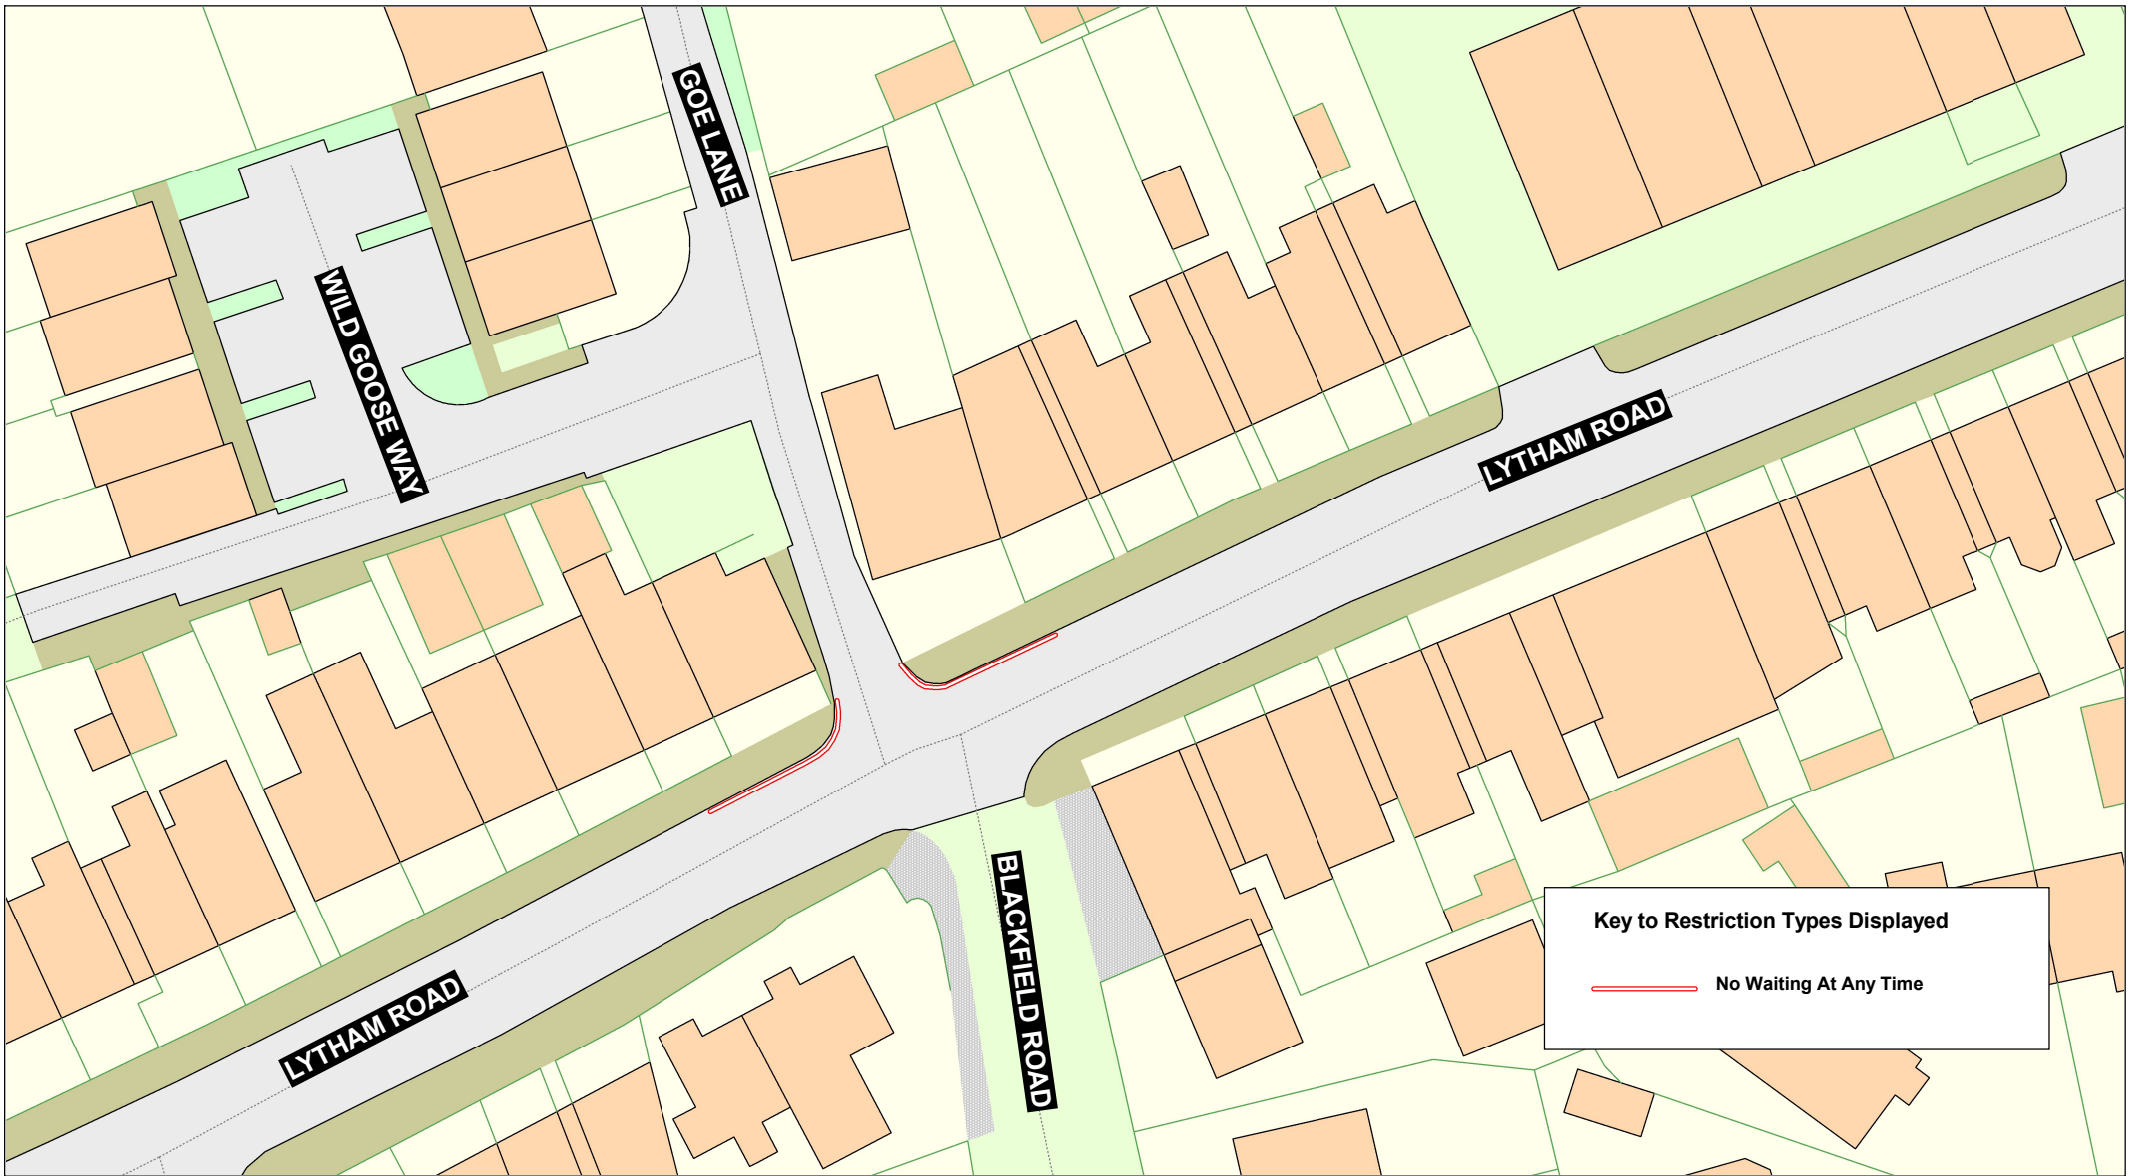 GOE LANE
WILD GOOSE WAY
LYTHAM ROAD
LYTHAM ROAD
BLACKFIELD ROAD
Key to Restriction Types Displayed
No Waiting At Any Time